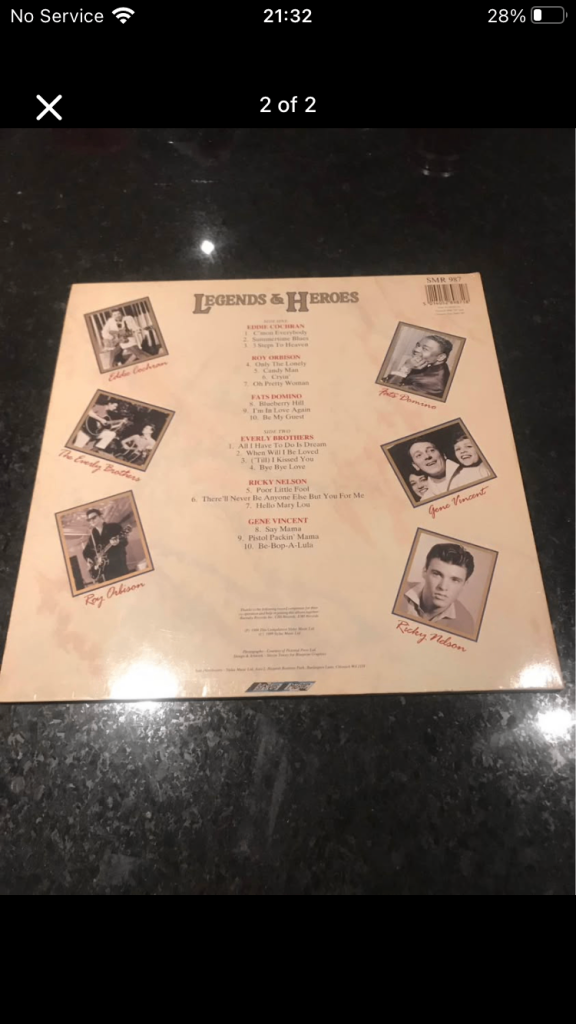 No Service
21:32
28%
2 of 2
SMR 987
LEGENDS & HEROES
SIDE ONE
EDDIE COCHRAN
1. C'mon Everybody
2. Summertime Blues
3. 3 Steps To Heaven
ROY ORBISON
4. Only The Lonely
5. Candy Man
6. Cryin'
7. Oh Pretty Woman
FATS DOMINO
8. Blueberry Hill
9. I'm In Love Again
10. Be My Guest
SIDE TWO
EVERLY BROTHERS
1. All I Have To Do Is Dream
2. When Will I Be Loved
3. ('Till) I Kissed You
4. Bye Bye Love
RICKY NELSON
5. Poor Little Fool
6. There'll Never Be Anyone Else But You For Me
7. Hello Mary Lou
GENE VINCENT
8. Say Mama
9. Pistol Packin' Mama
10. Be-Bop-A-Lula
Eddie Cochran
The Everly Brothers
Roy Orbison
Fats Domino
Gene Vincent
Ricky Nelson